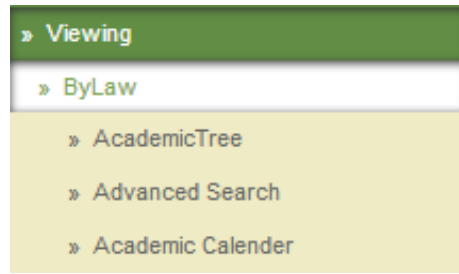 » Viewing
» ByLaw
» AcademicTree
» Advanced Search
» Academic Calender